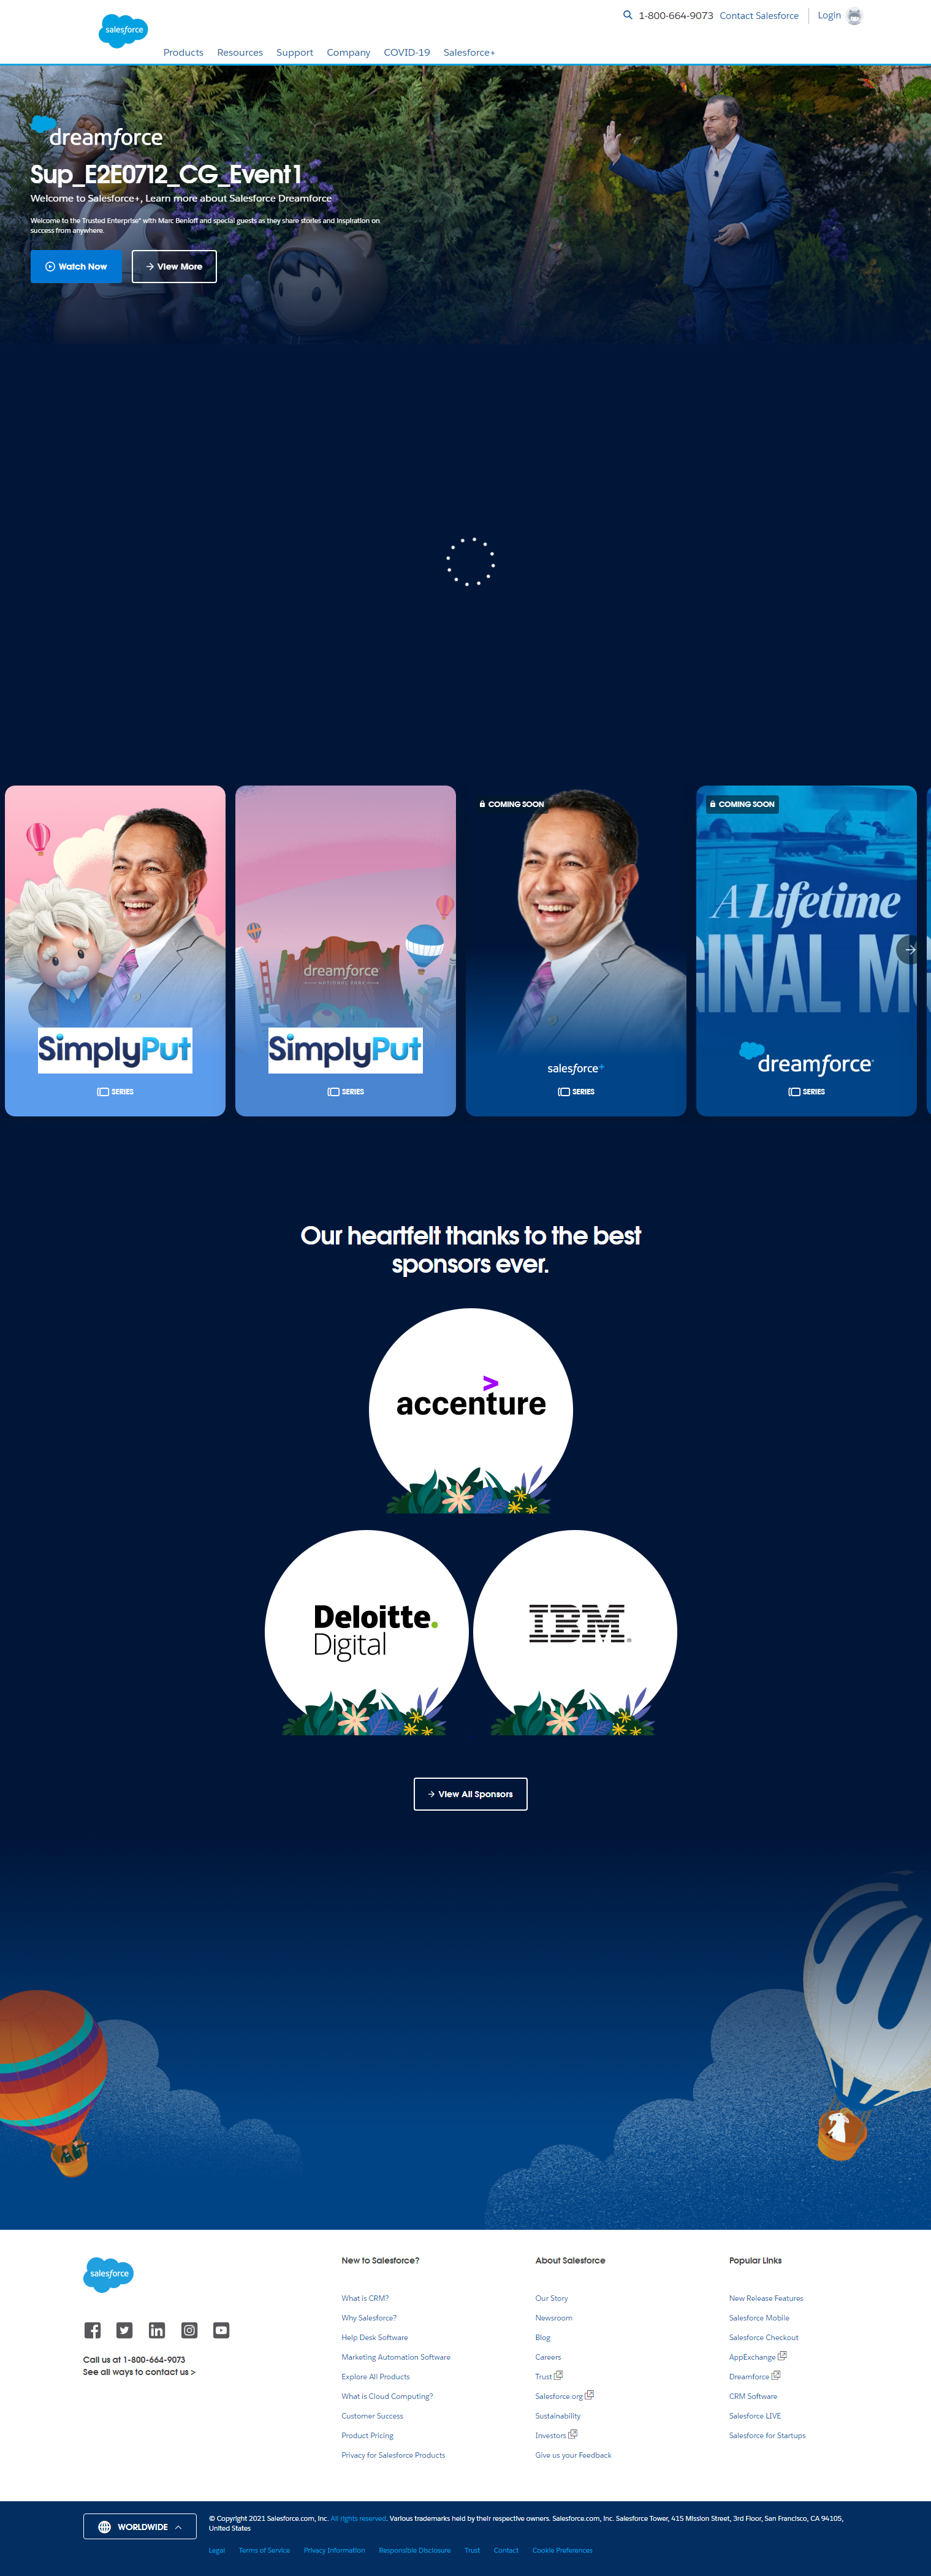 salesforce
1-800-664-9073 Contact Salesforce Login
Products Resources Support Company COVID-19 Salesforce+
dreamforce
Sup_E2E0712_CG_Event1
Welcome to Salesforce+, Learn more about Salesforce Dreamforce
Welcome to the Trusted Enterprise" with Marc Benioff and special guests as they share stories and inspiration on
success from anywhere.
Watch Now
View More
SimplyPut
SERIES
dreamforce
NATIONAL PARK
SimplyPut
SERIES
COMING SOON
salesforce+
SERIES
COMING SOON
A Lifetime
INAL M
dreamforce
SERIES
Our heartfelt thanks to the best
sponsors ever.
accenture
Deloitte.
Digital
IBM®
View All Sponsors
salesforce
Call us at 1-800-664-9073
See all ways to contact us >
New to Salesforce?
What is CRM?
Why Salesforce?
Help Desk Software
Marketing Automation Software
Explore All Products
What is Cloud Computing?
Customer Success
Product Pricing
Privacy for Salesforce Products
About Salesforce
Our Story
Newsroom
Blog
Careers
Trust
Salesforce.org
Sustainability
Investors
Give us your Feedback
Popular Links
New Release Features
Salesforce Mobile
Salesforce Checkout
AppExchange
Dreamforce
CRM Software
Salesforce LIVE
Salesforce for Startups
WORLDWIDE
© Copyright 2021 Salesforce.com, inc. All rights reserved. Various trademarks held by their respective owners. Salesforce.com, inc. Salesforce Tower, 415 Mission Street, 3rd Floor, San Francisco, CA 94105,
United States
Legal Terms of Service Privacy Information Responsible Disclosure Trust Contact Cookie Preferences